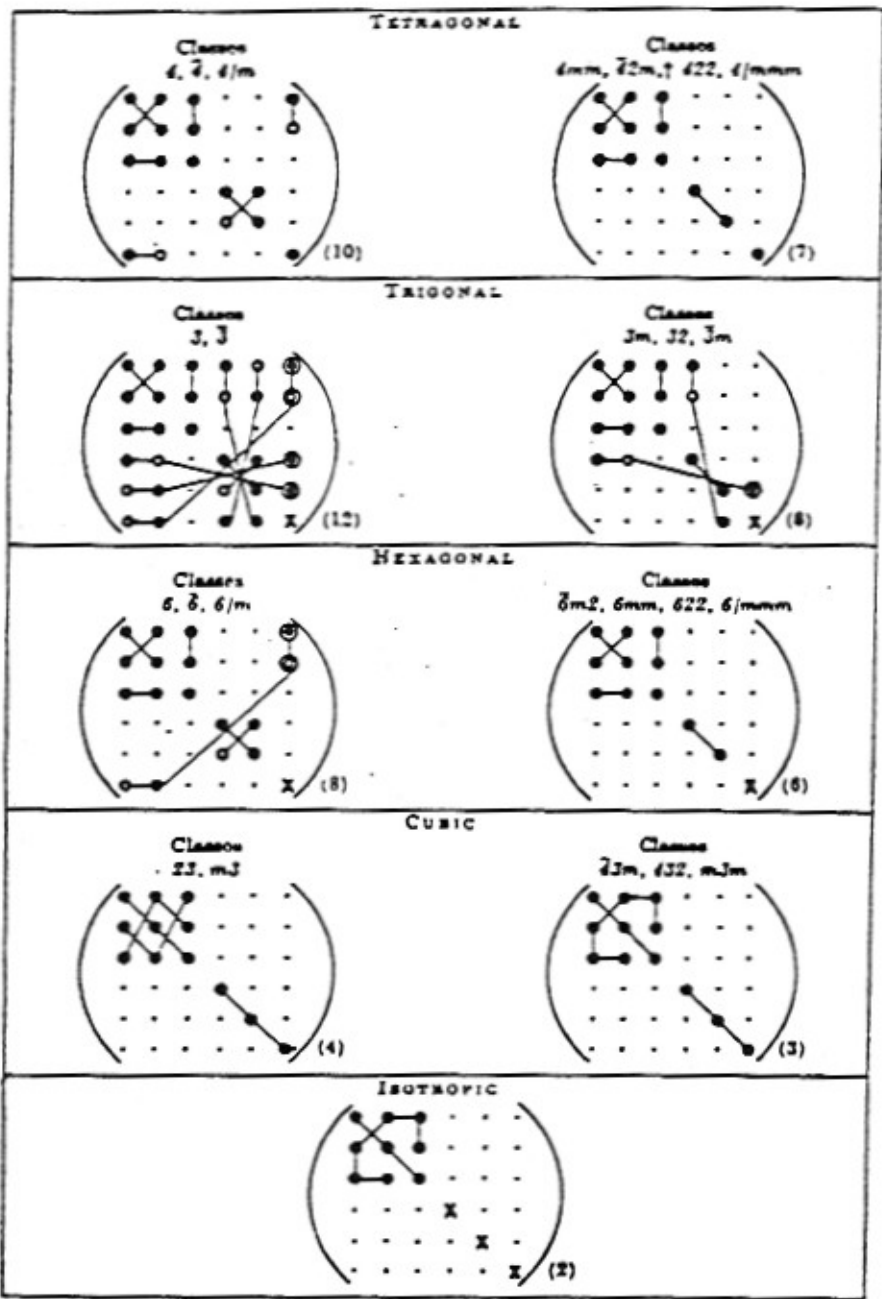 TETRAGONAL
Classes
4, 4̄, 4/m
Classes
4mm, 4̄2m,† 422, 4/mmm
(10)
(7)
TRIGONAL
Classes
3, 3̄
Classes
3m, 32, 3̄m
(12)
HEXAGONAL
Classes
6, 6̄, 6/m
Classes
6̄m2, 6mm, 622, 6/mmm
(8)
(6)
CUBIC
Classes
23, m3
Classes
4̄3m, 432, m3m
(4)
(3)
ISOTROPIC
(2)